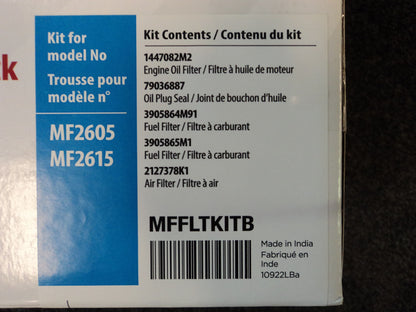 Kit for
model No
Trousse pour
modèle n°
MF2605
MF2615
Kit Contents / Contenu du kit
1447082M2
Engine Oil Filter / Filtre à huile de moteur
79036887
Oil Plug Seal / Joint de bouchon d'huile
3905864M91
Fuel Filter / Filtre à carburant
3905865M1
Fuel Filter / Filtre à carburant
2127378K1
Air Filter / Filtre à air
MFFLTKITB
Made in India
Fabriqué en
Inde
10922LBa